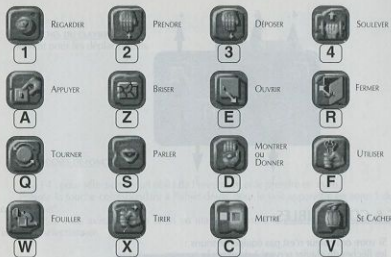 REGARDER
1
PRENDRE
2
DÉPOSER
3
SOULEVER
4
APPUYER
A
BRISER
Z
OUVRIR
E
FERMER
R
TOURNER
Q
PARLER
S
MONTRER
OU
DONNER
D
UTILISER
F
FOUILLER
W
TIRER
X
METTRE
C
SE CACHER
V